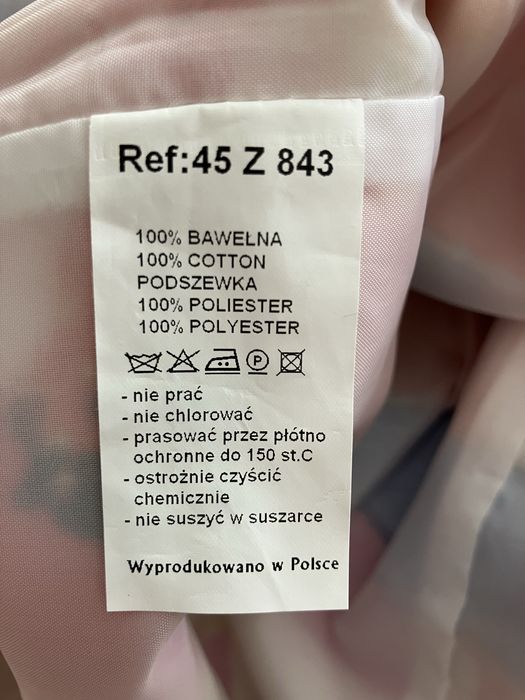 Ref:45 Z 843
100% BAWEŁNA
100% COTTON
PODSZEWKA
100% POLIESTER
100% POLYESTER
P
- nie prać
- nie chlorować
- prasować przez płótno
ochronne do 150 st.C
- ostrożnie czyścić
chemicznie
- nie suszyć w suszarce
Wyprodukowano w Polsce